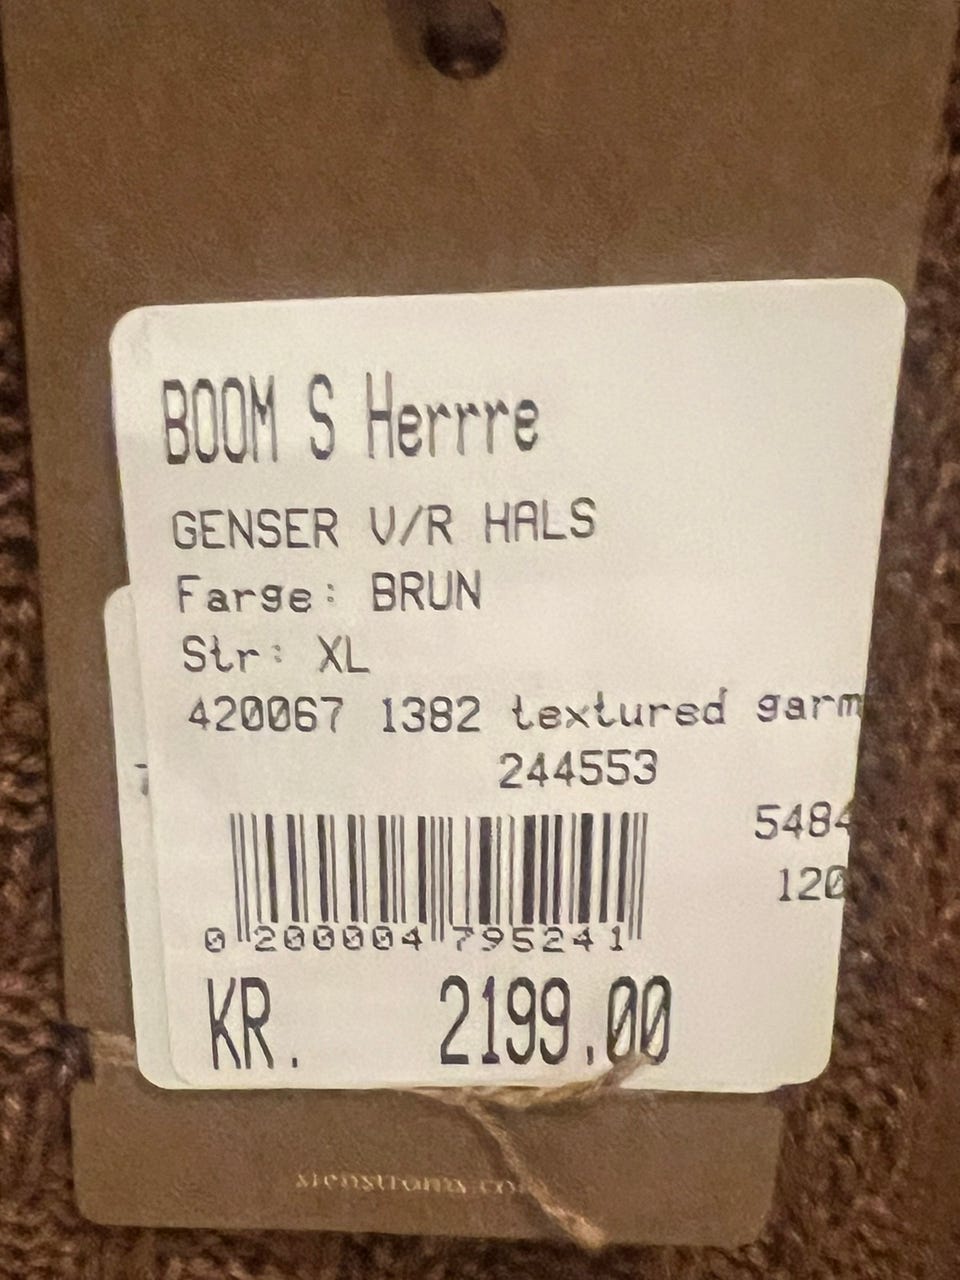 BOOM S Herrre
GENSER V/R HALS
Farge: BRUN
Str: XL
420067 1382 textured garm
244553
5484
120
0 200004 795241
KR. 2199.00